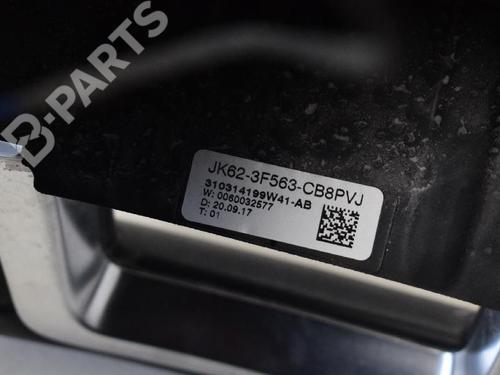 B-PARTS
JK62-3F563-CB8PVJ
310314199W41-AB
W: 0060032577
D: 20.09.17
T: 01